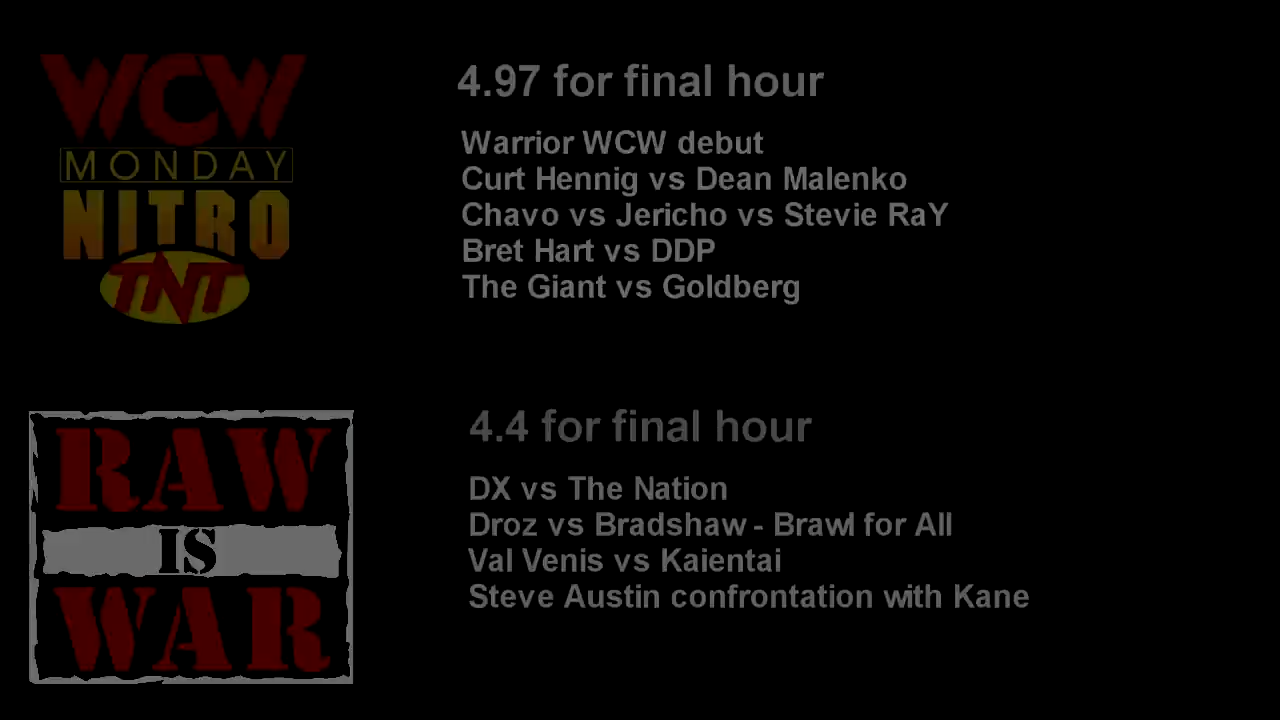 WCW
MONDAY
NITRO
TNT
4.97 for final hour
Warrior WCW debut
Curt Hennig vs Dean Malenko
Chavo vs Jericho vs Stevie RaY
Bret Hart vs DDP
The Giant vs Goldberg
RAW
IS
WAR
4.4 for final hour
DX vs The Nation
Droz vs Bradshaw - Brawl for All
Val Venis vs Kaientai
Steve Austin confrontation with Kane